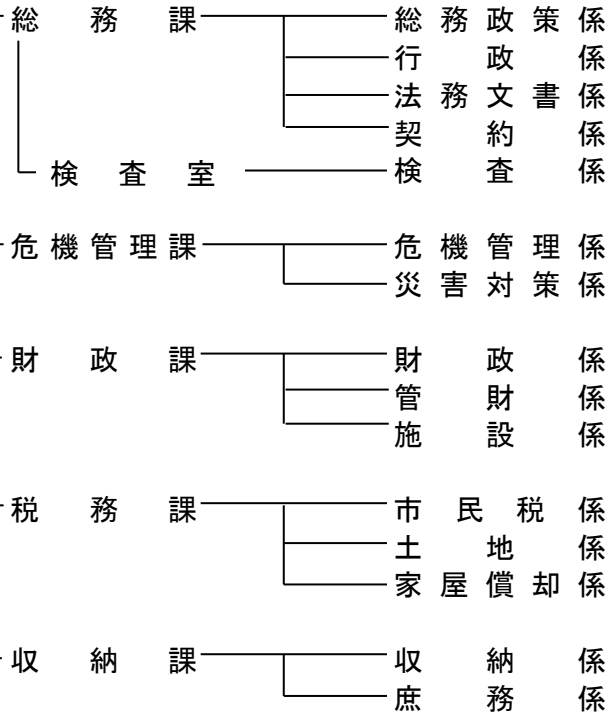 総務課 総務政策係
行政係
法務文書係
契約係
検査室 検査係
危機管理課 危機管理係
災害対策係
財政課 財政係
管財係
施設係
税務課 市民税係
土地係
家屋償却係
収納課 収納係
庶務係